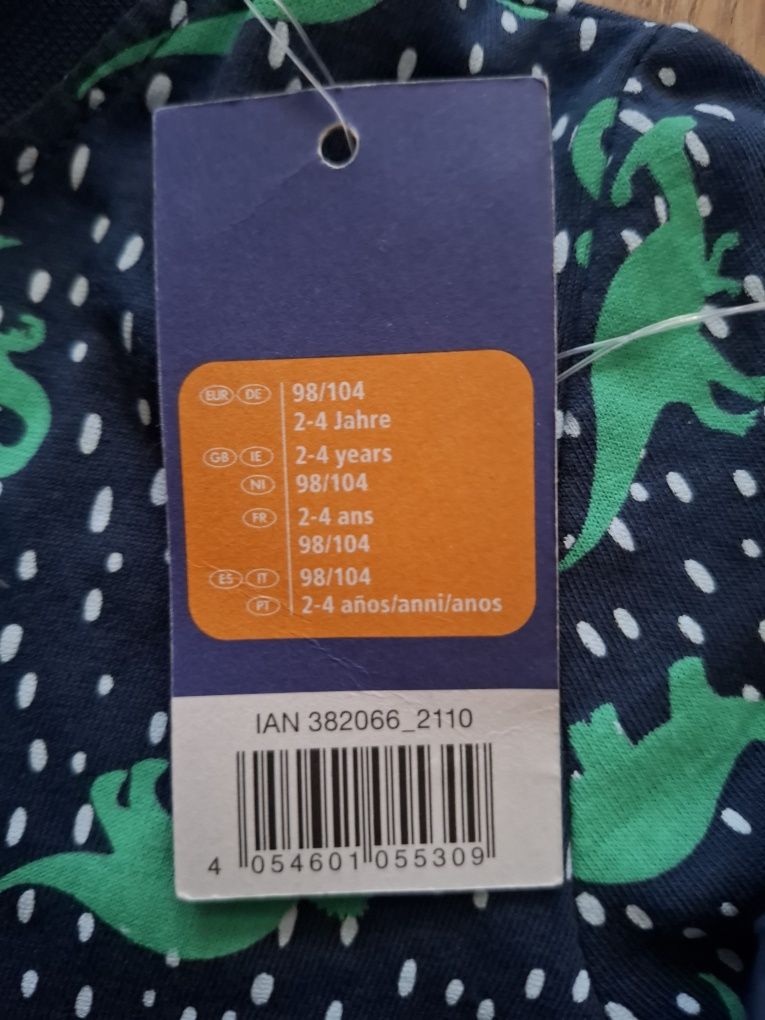 EUR DE 98/104
2-4 Jahre
GB IE 2-4 years
NI 98/104
FR 2-4 ans
98/104
ES IT 98/104
PT 2-4 años/anni/anos
IAN 382066_2110
4 054601 055309